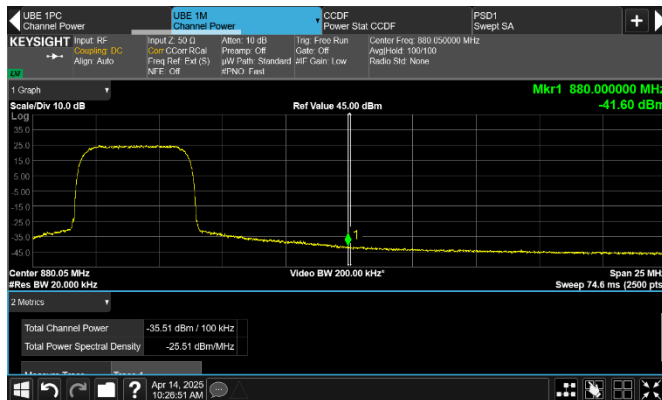 UBE 1PC
Channel Power
UBE 1M
Channel Power
CCDF
Power Stat CCDF
PSD1
Swept SA
KEYSIGHT
Input: RF
Coupling: DC
Align: Auto
Input Z: 50 Ω
Corr CCorr RCal
Freq Ref: Ext (S)
NFE: Off
Atten: 10 dB
Preamp: Off
µW Path: Standard
#PNO: Fast
Trig: Free Run
Gate: Off
#IF Gain: Low
Center Freq: 880.050000 MHz
Avg|Hold: 100/100
Radio Std: None
1 Graph
Scale/Div 10.0 dB
Ref Value 45.00 dBm
Mkr1 880.000000 MHz
-41.60 dBm
Log
35.0
25.0
15.0
5.00
-5.00
-15.0
-25.0
-35.0
-45.0
1
Center 880.05 MHz
#Res BW 20.000 kHz
Video BW 200.00 kHz*
Span 25 MHz
Sweep 74.6 ms (2500 pts
2 Metrics
Total Channel Power -35.51 dBm / 100 kHz
Total Power Spectral Density -25.51 dBm/MHz
Apr 14, 2025
10:26:51 AM